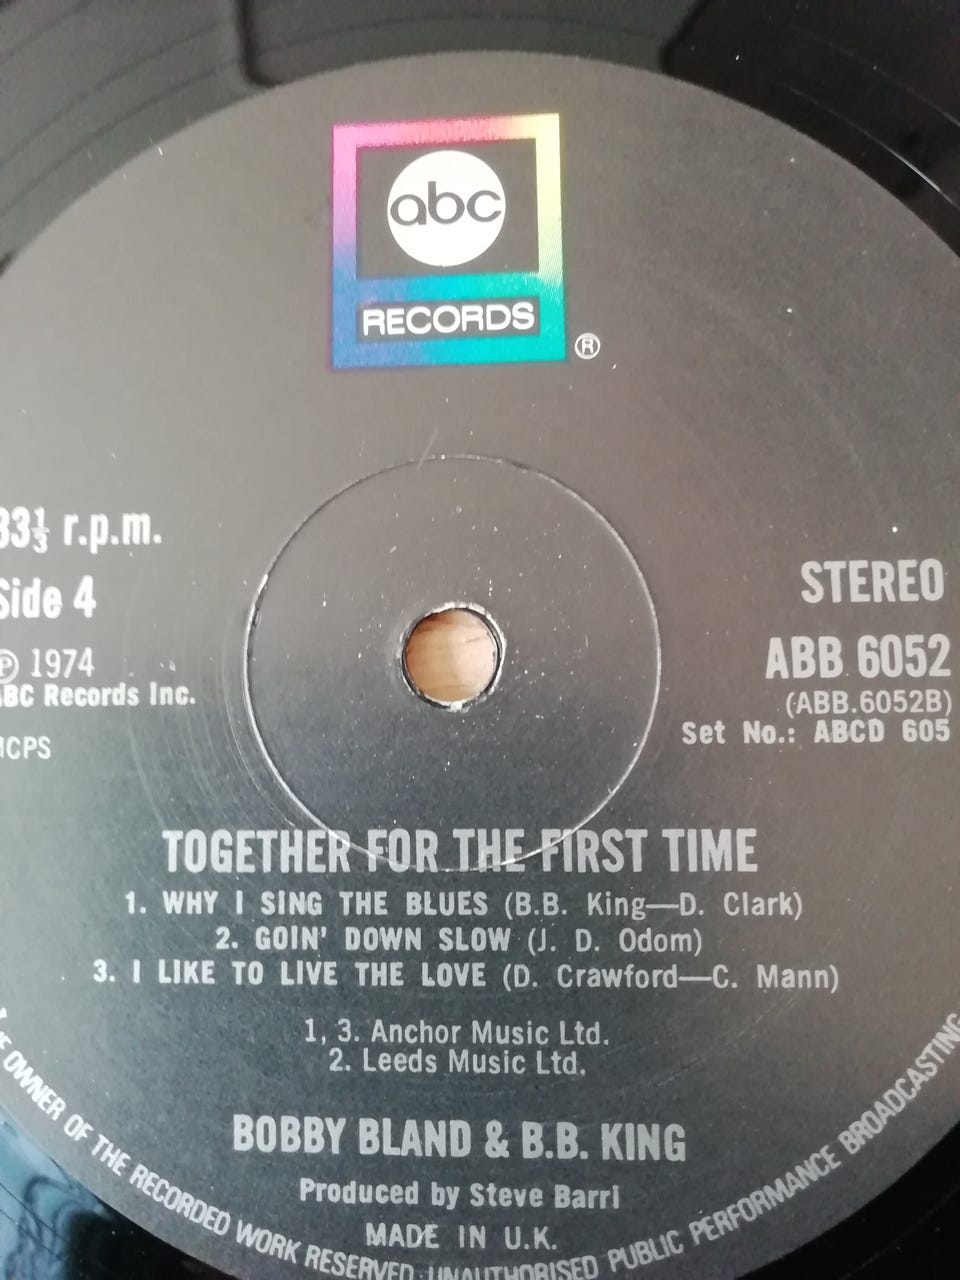 abc
RECORDS
®
33⅓ r.p.m.
Side 4
℗ 1974
ABC Records Inc.
MCPS
STEREO
ABB 6052
(ABB.6052B)
Set No.: ABCD 605
TOGETHER FOR THE FIRST TIME
1. WHY I SING THE BLUES (B.B. King—D. Clark)
2. GOIN' DOWN SLOW (J. D. Odom)
3. I LIKE TO LIVE THE LOVE (D. Crawford—C. Mann)
1, 3. Anchor Music Ltd.
2. Leeds Music Ltd.
BOBBY BLAND & B.B. KING
Produced by Steve Barri
MADE IN U.K.
OWNER OF THE RECORDED WORK RESERVED. UNAUTHORISED PUBLIC PERFORMANCE BROADCASTING